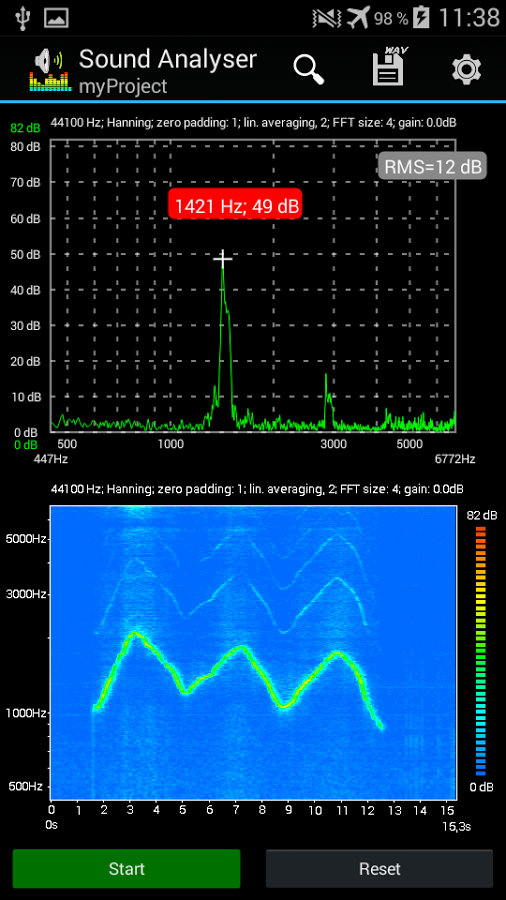 98 % 11:38
Sound Analyser
WAV
myProject
82 dB
44100 Hz; Hanning; zero padding: 1; lin. averaging, 2; FFT size: 4; gain: 0.0dB
80 dB
RMS=12 dB
70 dB
1421 Hz; 49 dB
60 dB
50 dB
40 dB
30 dB
20 dB
10 dB
0 dB
0 dB
500 1000 3000 5000
447Hz 6772Hz
44100 Hz; Hanning; zero padding: 1; lin. averaging, 2; FFT size: 4; gain: 0.0dB
82 dB
5000Hz
3000Hz
1000Hz
500Hz
0 dB
0 1 2 3 4 5 6 7 8 9 10 11 12 13 14 15
0s 15,3s
Start Reset